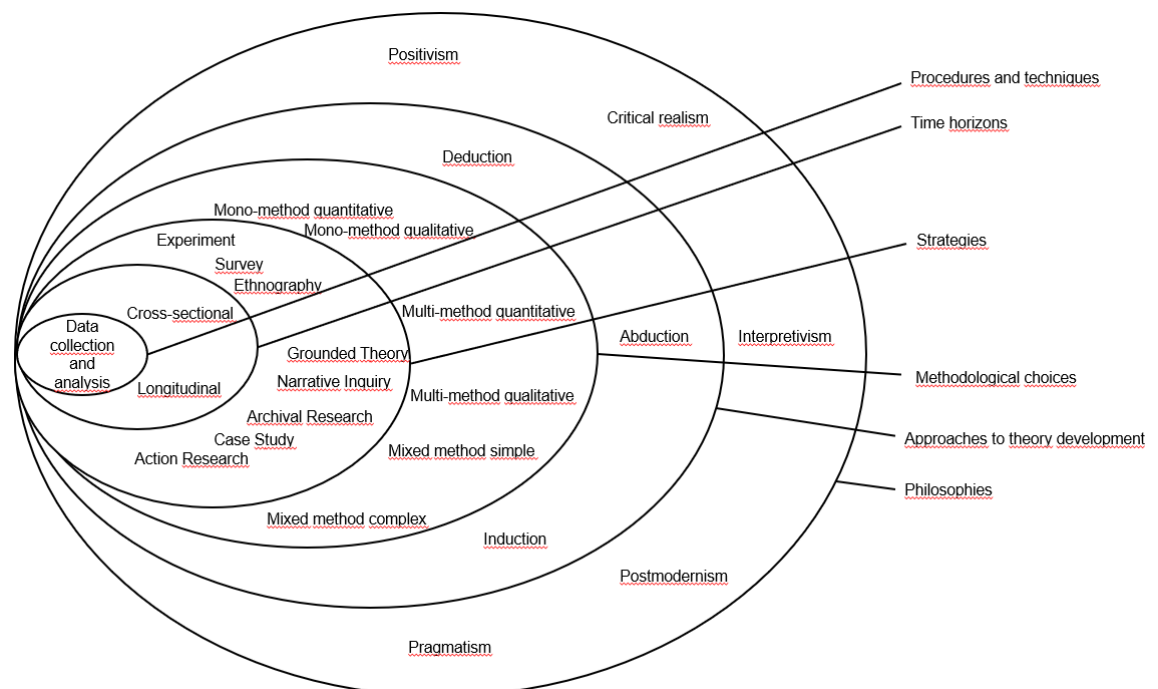 Positivism
Procedures and techniques
Critical realism
Time horizons
Deduction
Mono-method quantitative
Mono-method qualitative
Experiment
Strategies
Survey
Ethnography
Cross-sectional
Multi-method quantitative
Data
collection
and
analysis
Abduction
Interpretivism
Grounded Theory
Methodological choices
Narrative Inquiry
Longitudinal
Multi-method qualitative
Archival Research
Case Study
Approaches to theory development
Mixed method simple
Action Research
Philosophies
Mixed method complex
Induction
Postmodernism
Pragmatism